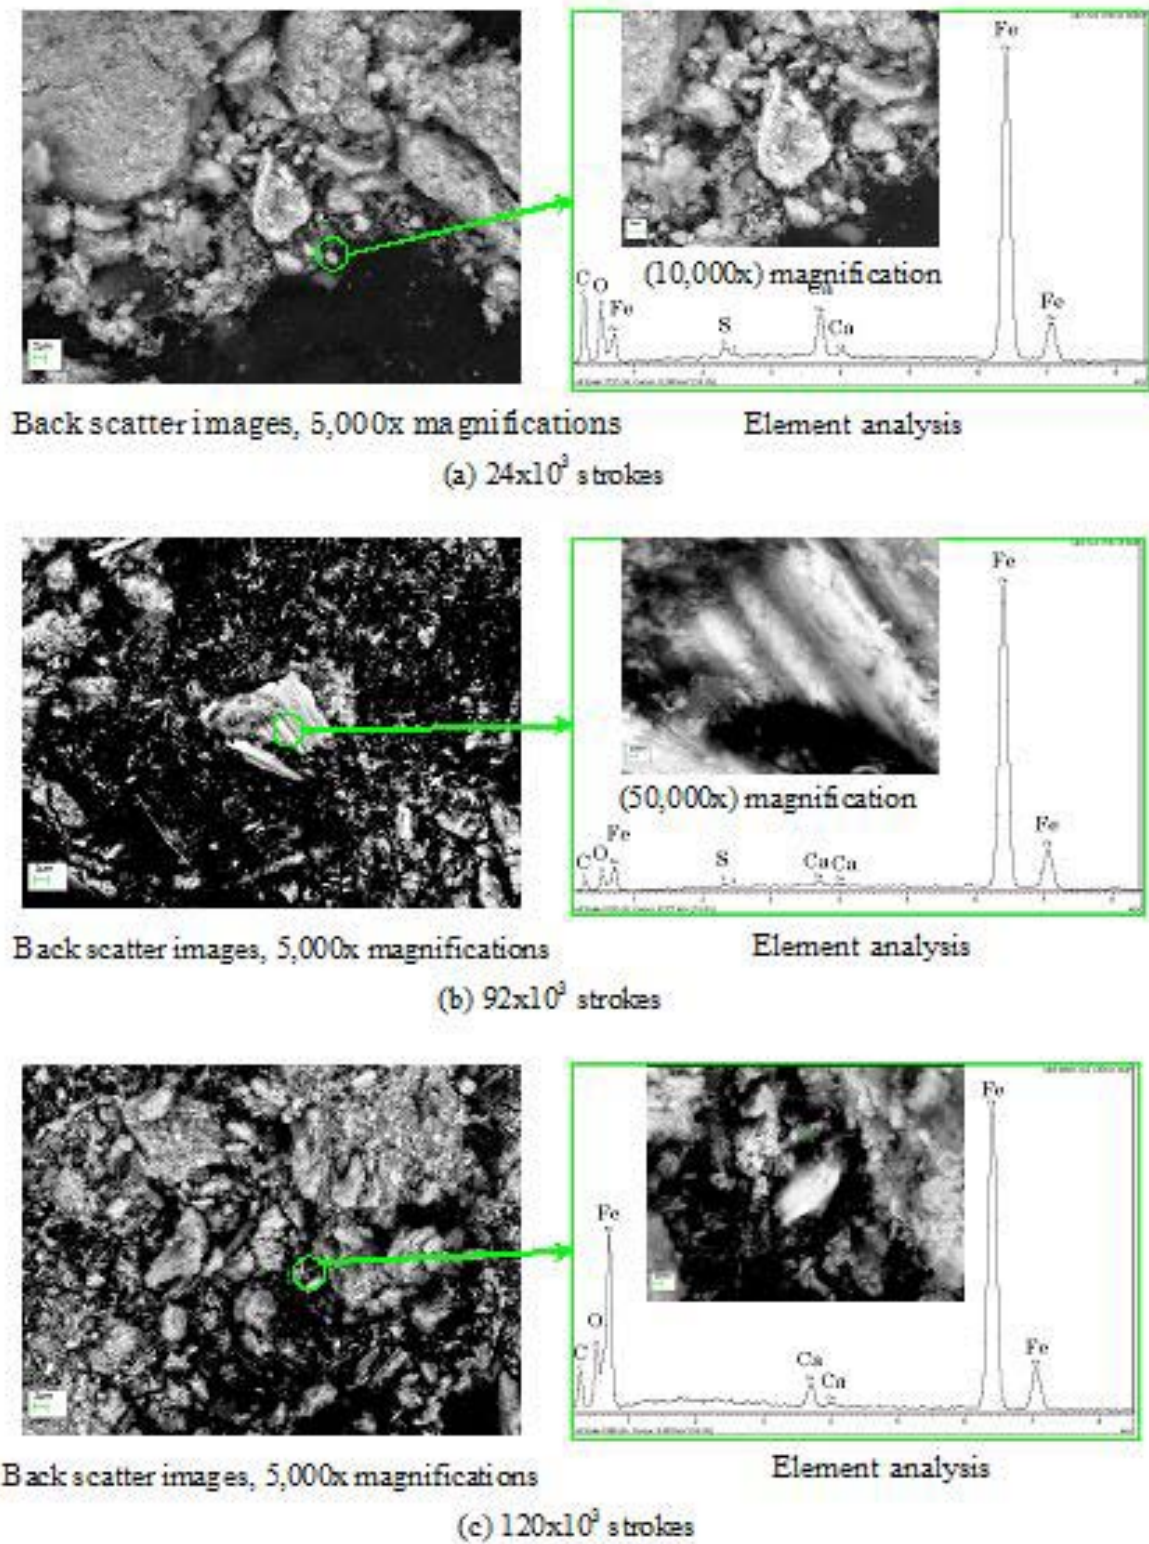 Fe
(10,000x) magnification
C O Fe S Ca Fe
Back scatter images, 5,000x magnifications
Element analysis
(a) 24x10³ strokes
Fe
(50,000x) magnification
C O Fe S Ca Ca Fe
Back scatter images, 5,000x magnifications
Element analysis
(b) 92x10³ strokes
Fe
Fe
O
C Ca Ca Fe
Back scatter images, 5,000x magnifications
Element analysis
(c) 120x10³ strokes